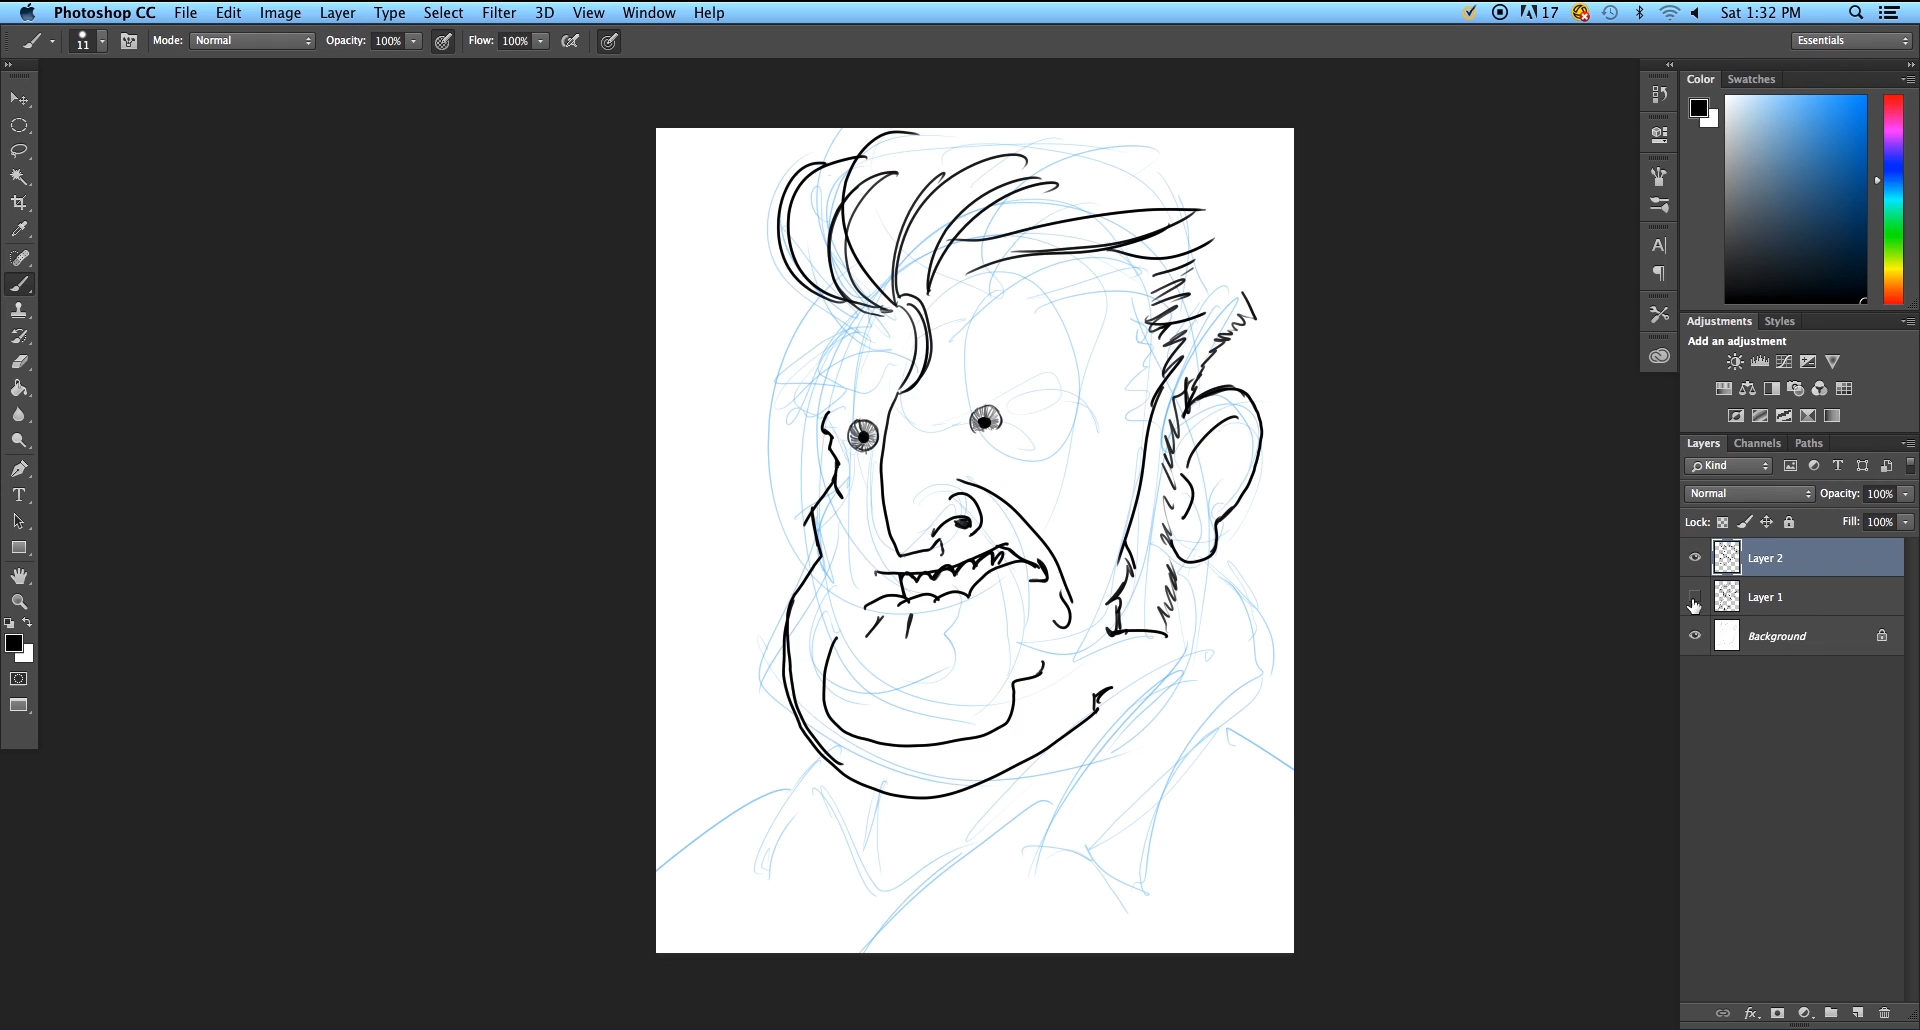 Photoshop CC File Edit Image Layer Type Select Filter 3D View Window Help 17 Sat 1:32 PM
11 Mode: Normal Opacity: 100% Flow: 100% Essentials
Color Swatches
Adjustments Styles
Add an adjustment
Layers Channels Paths
Kind
Normal Opacity: 100%
Lock: Fill: 100%
Layer 2
Layer 1
Background